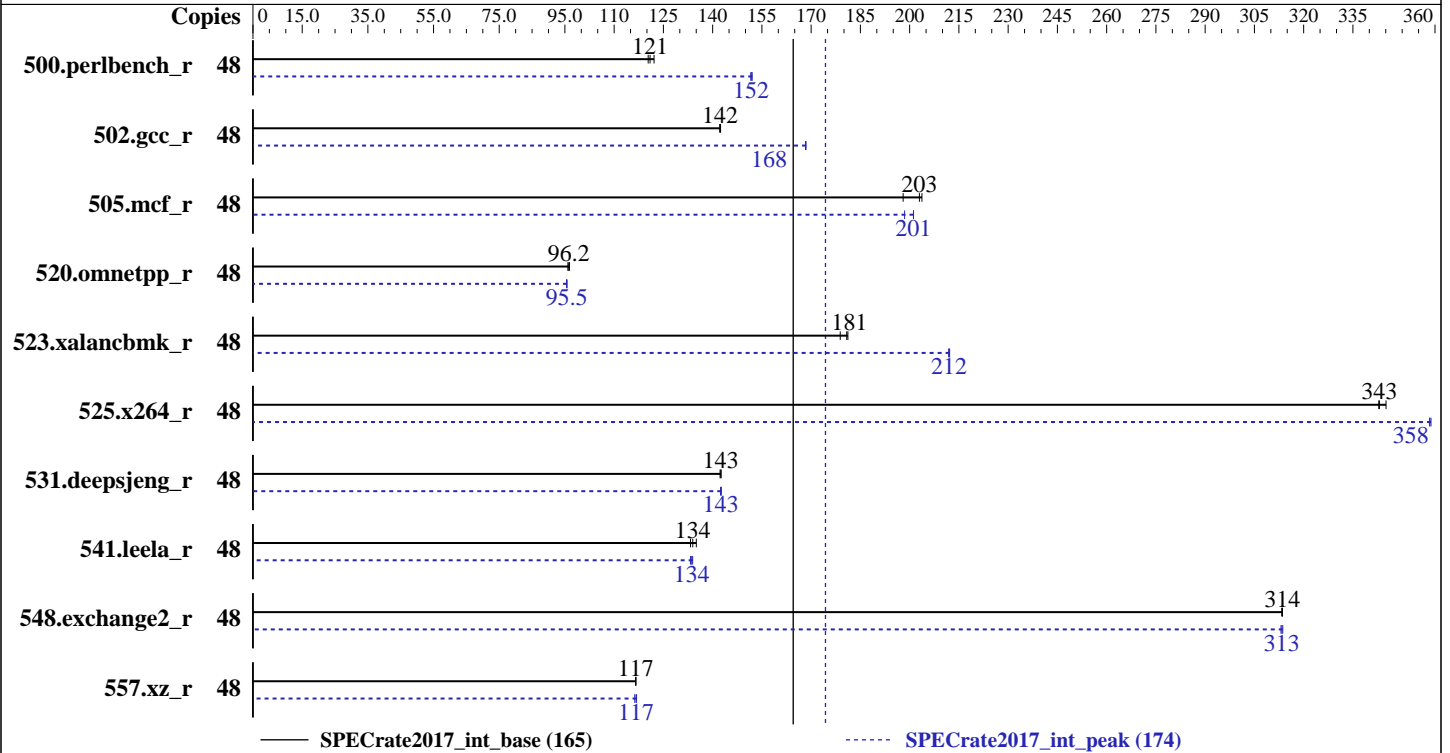 Copies 0 15.0 35.0 55.0 75.0 95.0 110 125 140 155 170 185 200 215 230 245 260 275 290 305 320 335 360
121
500.perlbench_r 48
152
142
502.gcc_r 48
168
203
505.mcf_r 48
201
96.2
520.omnetpp_r 48
95.5
181
523.xalancbmk_r 48
212
343
525.x264_r 48
358
143
531.deepsjeng_r 48
143
134
541.leela_r 48
134
314
548.exchange2_r 48
313
117
557.xz_r 48
117
SPECrate2017_int_base (165) SPECrate2017_int_peak (174)